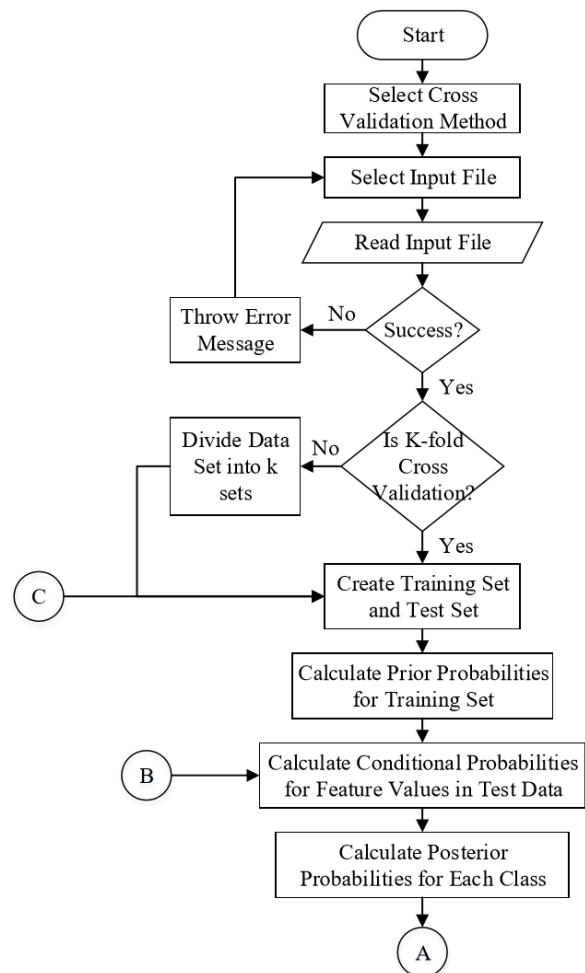 Start
Select Cross
Validation Method
Select Input File
Read Input File
Success?
No
Throw Error
Message
Yes
Is K-fold
Cross
Validation?
No
Divide Data
Set into k
sets
Yes
C
Create Training Set
and Test Set
Calculate Prior Probabilities
for Training Set
B
Calculate Conditional Probabilities
for Feature Values in Test Data
Calculate Posterior
Probabilities for Each Class
A